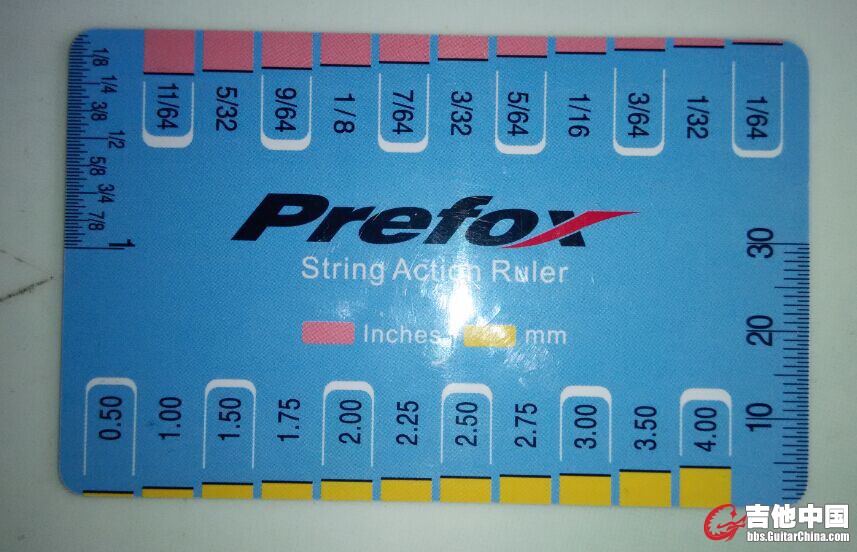 11/64 5/32 9/64 1/8 7/64 3/32 5/64 1/16 3/64 1/32 1/64
1/8 1/4 3/8 1/2 5/8 3/4 7/8 1
Prefox
String Action Ruler
Inches mm
30 20 10
0.50 1.00 1.50 1.75 2.00 2.25 2.50 2.75 3.00 3.50 4.00
吉他中国
bbs.GuitarChina.com